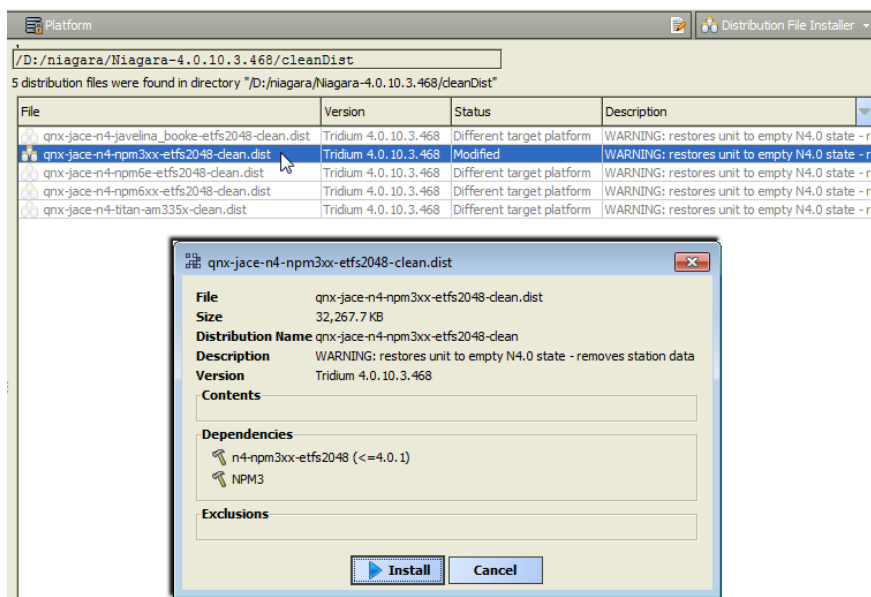 Platform
Distribution File Installer
/D:/niagara/Niagara-4.0.10.3.468/cleanDist
5 distribution files were found in directory "/D:/niagara/Niagara-4.0.10.3.468/cleanDist"
File Version Status Description
qnx-jace-n4-javelina_booke-etfs2048-clean.dist Tridium 4.0.10.3.468 Different target platform WARNING: restores unit to empty N4.0 state - r
qnx-jace-n4-npm3xx-etfs2048-clean.dist Tridium 4.0.10.3.468 Modified WARNING: restores unit to empty N4.0 state - r
qnx-jace-n4-npm6e-etfs2048-clean.dist Tridium 4.0.10.3.468 Different target platform WARNING: restores unit to empty N4.0 state - r
qnx-jace-n4-npm6xx-etfs2048-clean.dist Tridium 4.0.10.3.468 Different target platform WARNING: restores unit to empty N4.0 state - r
qnx-jace-n4-titan-am335x-clean.dist Tridium 4.0.10.3.468 Different target platform WARNING: restores unit to empty N4.0 state - r
qnx-jace-n4-npm3xx-etfs2048-clean.dist
File qnx-jace-n4-npm3xx-etfs2048-clean.dist
Size 32,267.7 KB
Distribution Name qnx-jace-n4-npm3xx-etfs2048-clean
Description WARNING: restores unit to empty N4.0 state - removes station data
Version Tridium 4.0.10.3.468
Contents
Dependencies
n4-npm3xx-etfs2048 (<=4.0.1)
NPM3
Exclusions
Install Cancel